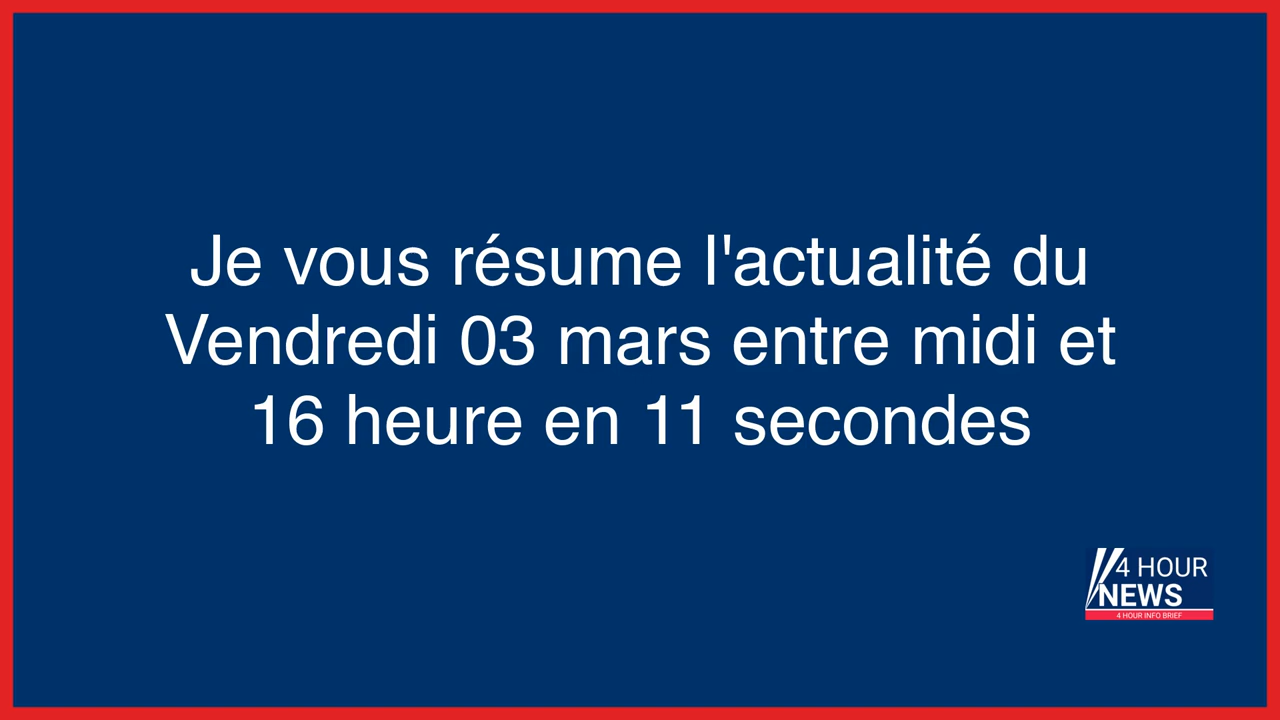 Je vous résume l'actualité du
Vendredi 03 mars entre midi et
16 heure en 11 secondes
4 HOUR
NEWS
4 HOUR INFO BRIEF